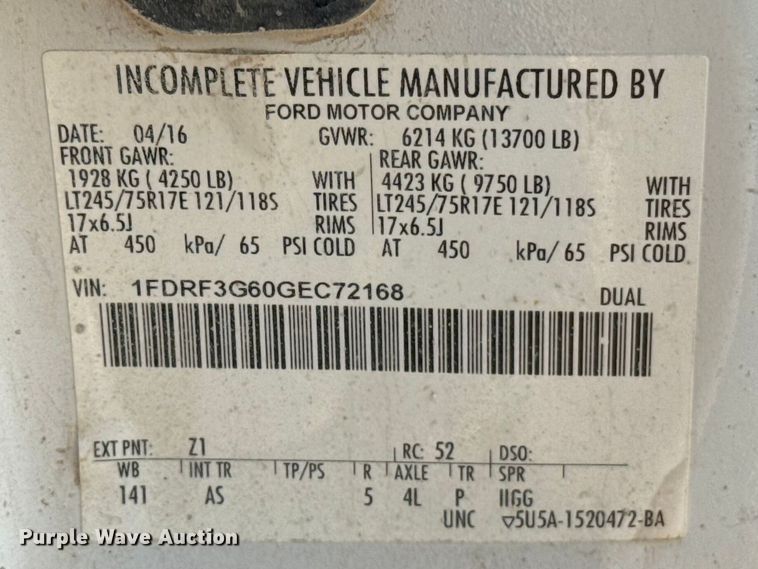 INCOMPLETE VEHICLE MANUFACTURED BY
FORD MOTOR COMPANY
DATE: 04/16 GVWR: 6214 KG (13700 LB)
FRONT GAWR: REAR GAWR:
1928 KG ( 4250 LB) WITH 4423 KG ( 9750 LB) WITH
LT245/75R17E 121/118S TIRES LT245/75R17E 121/118S TIRES
17x6.5J RIMS 17x6.5J RIMS
AT 450 kPa/ 65 PSI COLD AT 450 kPa/ 65 PSI COLD
VIN: 1FDRF3G60GEC72168 DUAL
EXT PNT: Z1 RC: 52 DSO:
WB INT TR TP/PS R AXLE TR SPR
141 AS 5 4L P IIGG
UNC ▽5U5A-1520472-BA
Purple Wave Auction